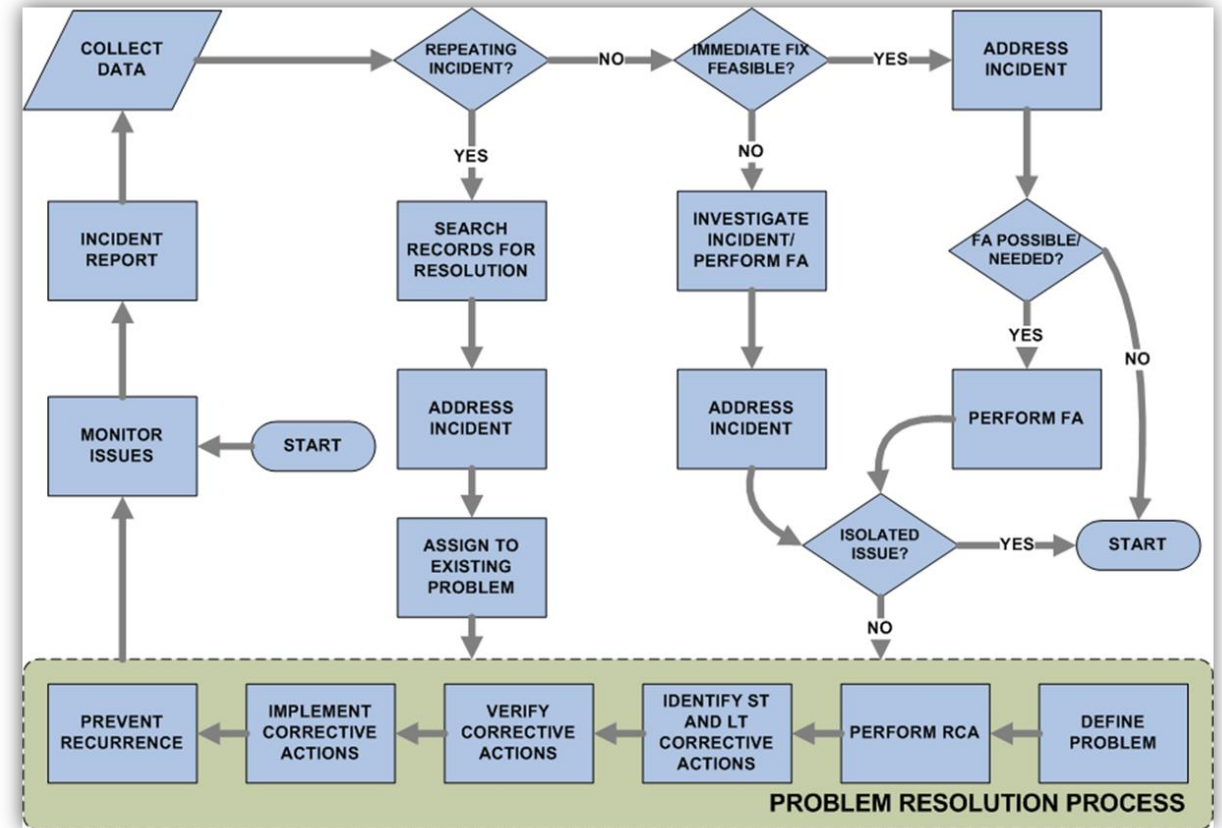 COLLECT
DATA
REPEATING
INCIDENT?
NO
IMMEDIATE FIX
FEASIBLE?
YES
ADDRESS
INCIDENT
YES
NO
INCIDENT
REPORT
SEARCH
RECORDS FOR
RESOLUTION
INVESTIGATE
INCIDENT/
PERFORM FA
FA POSSIBLE/
NEEDED?
YES
NO
MONITOR
ISSUES
START
ADDRESS
INCIDENT
ADDRESS
INCIDENT
PERFORM FA
ASSIGN TO
EXISTING
PROBLEM
ISOLATED
ISSUE?
YES
START
NO
PREVENT
RECURRENCE
IMPLEMENT
CORRECTIVE
ACTIONS
VERIFY
CORRECTIVE
ACTIONS
IDENTIFY ST
AND LT
CORRECTIVE
ACTIONS
PERFORM RCA
DEFINE
PROBLEM
PROBLEM RESOLUTION PROCESS